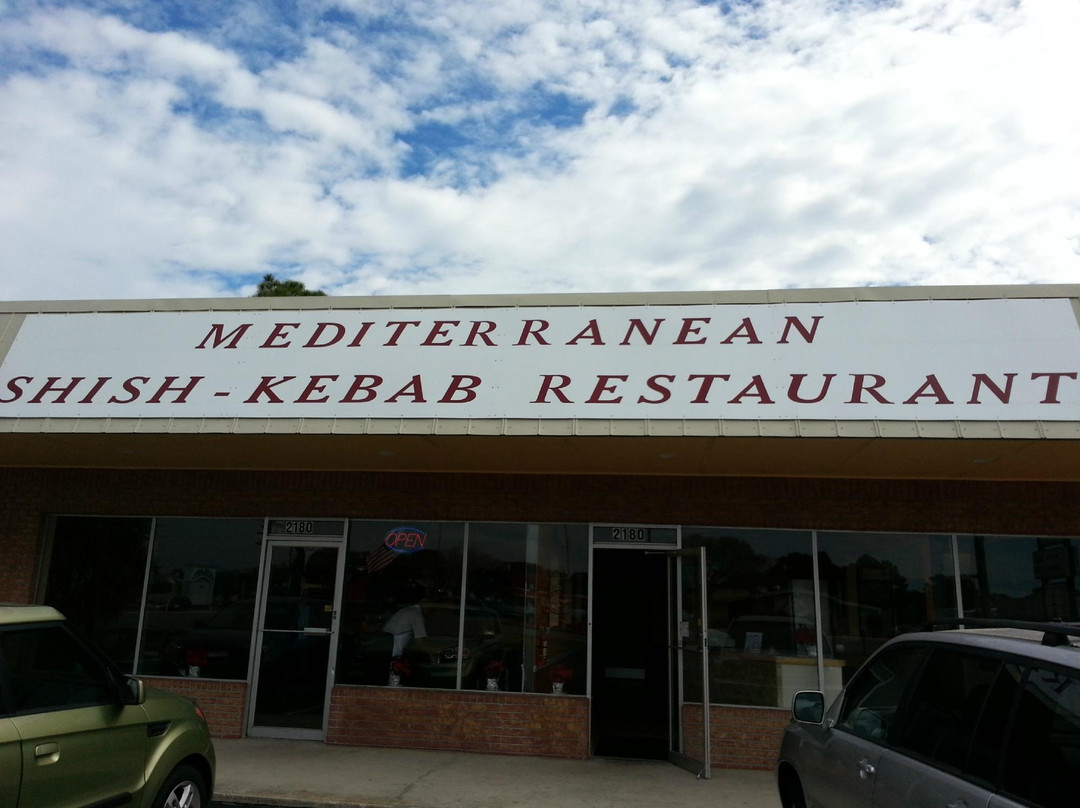 MEDITERRANEAN
SHISH-KEBAB RESTAURANT
2180
OPEN
2180